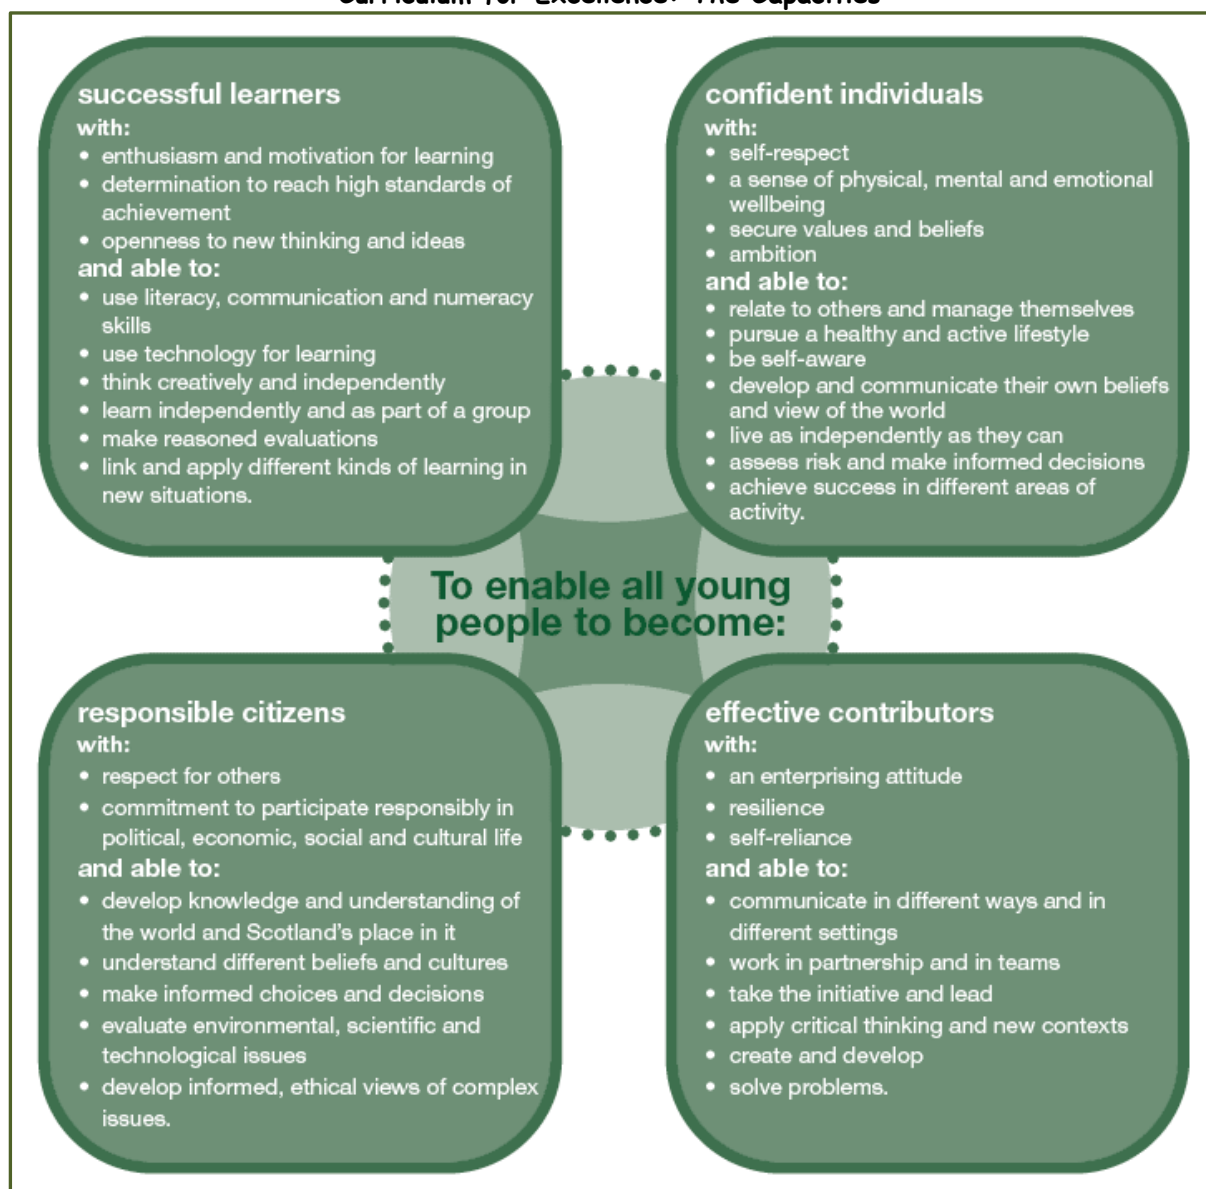 Curriculum for Excellence: The Capacities
successful learners
with:
• enthusiasm and motivation for learning
• determination to reach high standards of
achievement
• openness to new thinking and ideas
and able to:
• use literacy, communication and numeracy
skills
• use technology for learning
• think creatively and independently
• learn independently and as part of a group
• make reasoned evaluations
• link and apply different kinds of learning in
new situations.
confident individuals
with:
• self-respect
• a sense of physical, mental and emotional
wellbeing
• secure values and beliefs
• ambition
and able to:
• relate to others and manage themselves
• pursue a healthy and active lifestyle
• be self-aware
• develop and communicate their own beliefs
and view of the world
• live as independently as they can
• assess risk and make informed decisions
• achieve success in different areas of
activity.
To enable all young
people to become:
responsible citizens
with:
• respect for others
• commitment to participate responsibly in
political, economic, social and cultural life
and able to:
• develop knowledge and understanding of
the world and Scotland's place in it
• understand different beliefs and cultures
• make informed choices and decisions
• evaluate environmental, scientific and
technological issues
• develop informed, ethical views of complex
issues.
effective contributors
with:
• an enterprising attitude
• resilience
• self-reliance
and able to:
• communicate in different ways and in
different settings
• work in partnership and in teams
• take the initiative and lead
• apply critical thinking and new contexts
• create and develop
• solve problems.